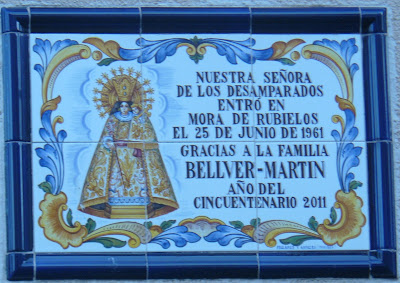 NUESTRA SEÑORA
DE LOS DESAMPARADOS
ENTRÓ EN
MORA DE RUBIELOS
EL 25 DE JUNIO DE 1961
GRACIAS A LA FAMILIA
BELLVER-MARTIN
AÑO DEL
CINCUENTENARIO 2011